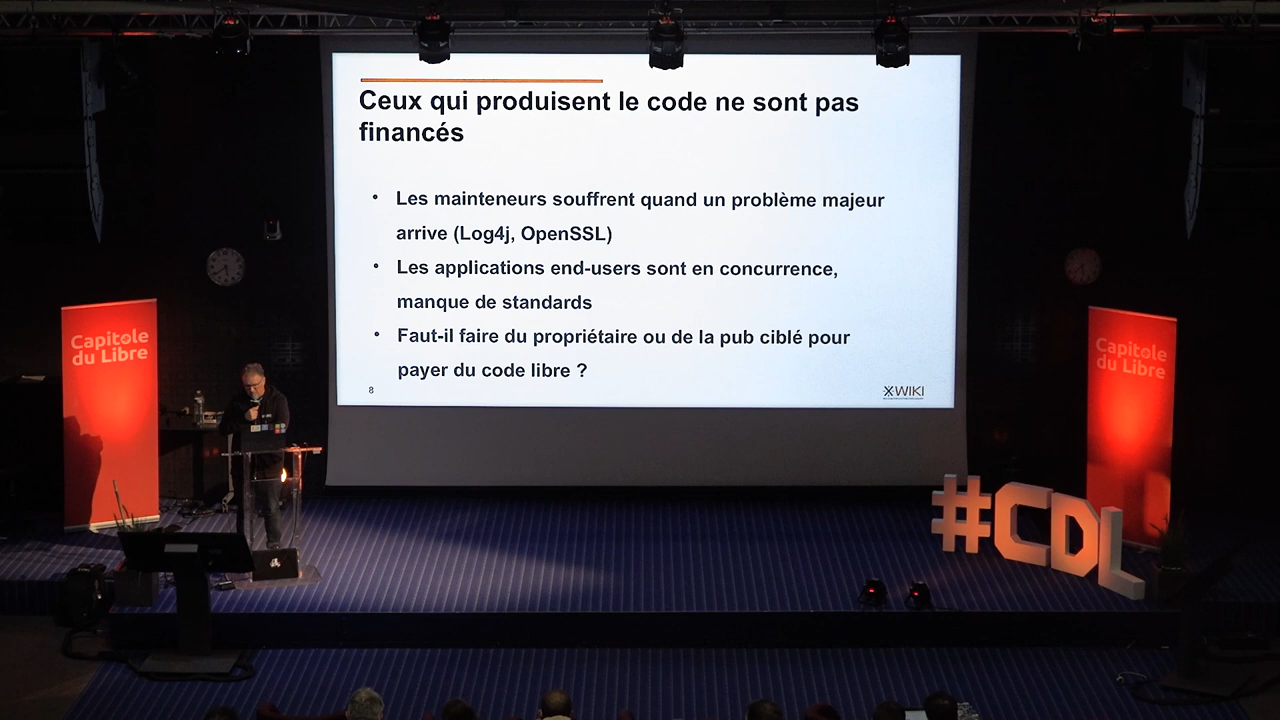 Ceux qui produisent le code ne sont pas
financés
• Les mainteneurs souffrent quand un problème majeur
arrive (Log4j, OpenSSL)
• Les applications end-users sont en concurrence,
manque de standards
• Faut-il faire du propriétaire ou de la pub ciblé pour
payer du code libre ?
8
XWIKI
Capitole
du Libre
Capitole
du Libre
#CDL